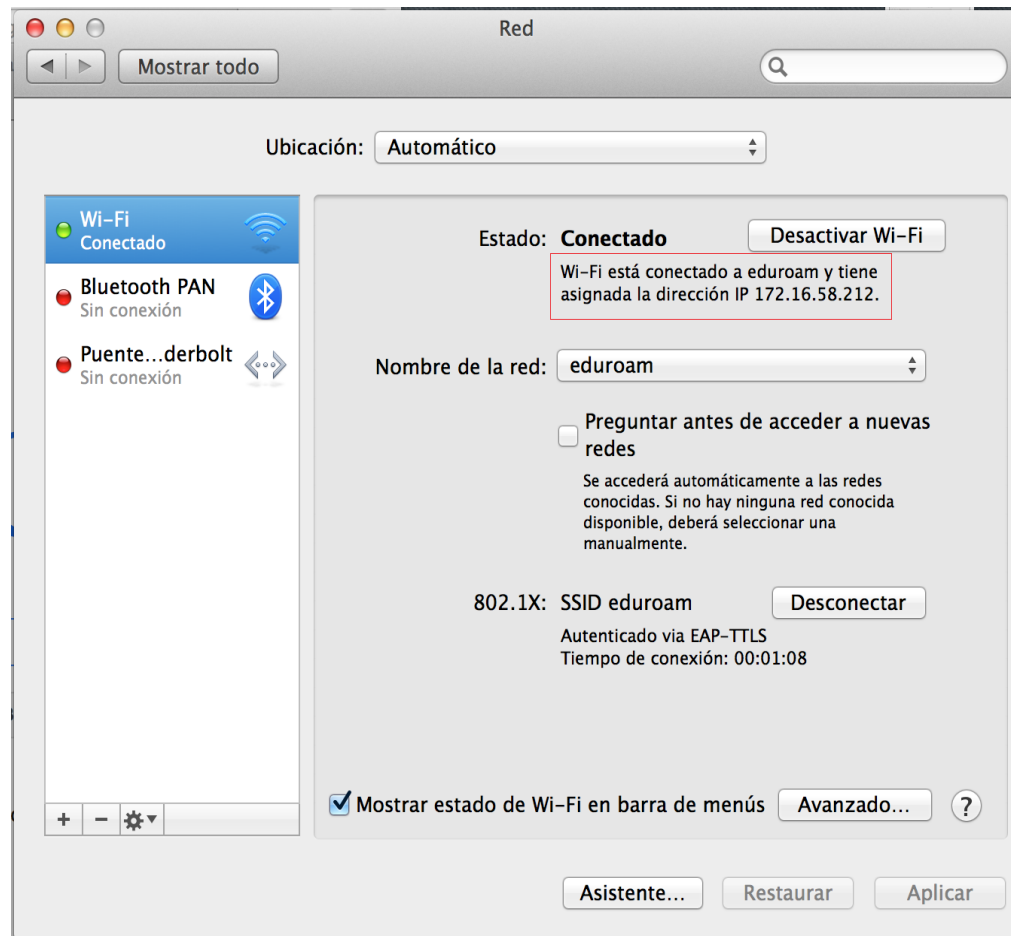 Red
Mostrar todo
Ubicación: Automático
Wi-Fi
Conectado
Bluetooth PAN
Sin conexión
Puente...derbolt
Sin conexión
Estado: Conectado
Desactivar Wi-Fi
Wi-Fi está conectado a eduroam y tiene
asignada la dirección IP 172.16.58.212.
Nombre de la red: eduroam
Preguntar antes de acceder a nuevas
redes
Se accederá automáticamente a las redes
conocidas. Si no hay ninguna red conocida
disponible, deberá seleccionar una
manualmente.
802.1X: SSID eduroam
Desconectar
Autenticado via EAP-TTLS
Tiempo de conexión: 00:01:08
Mostrar estado de Wi-Fi en barra de menús
Avanzado...
?
Asistente...
Restaurar
Aplicar